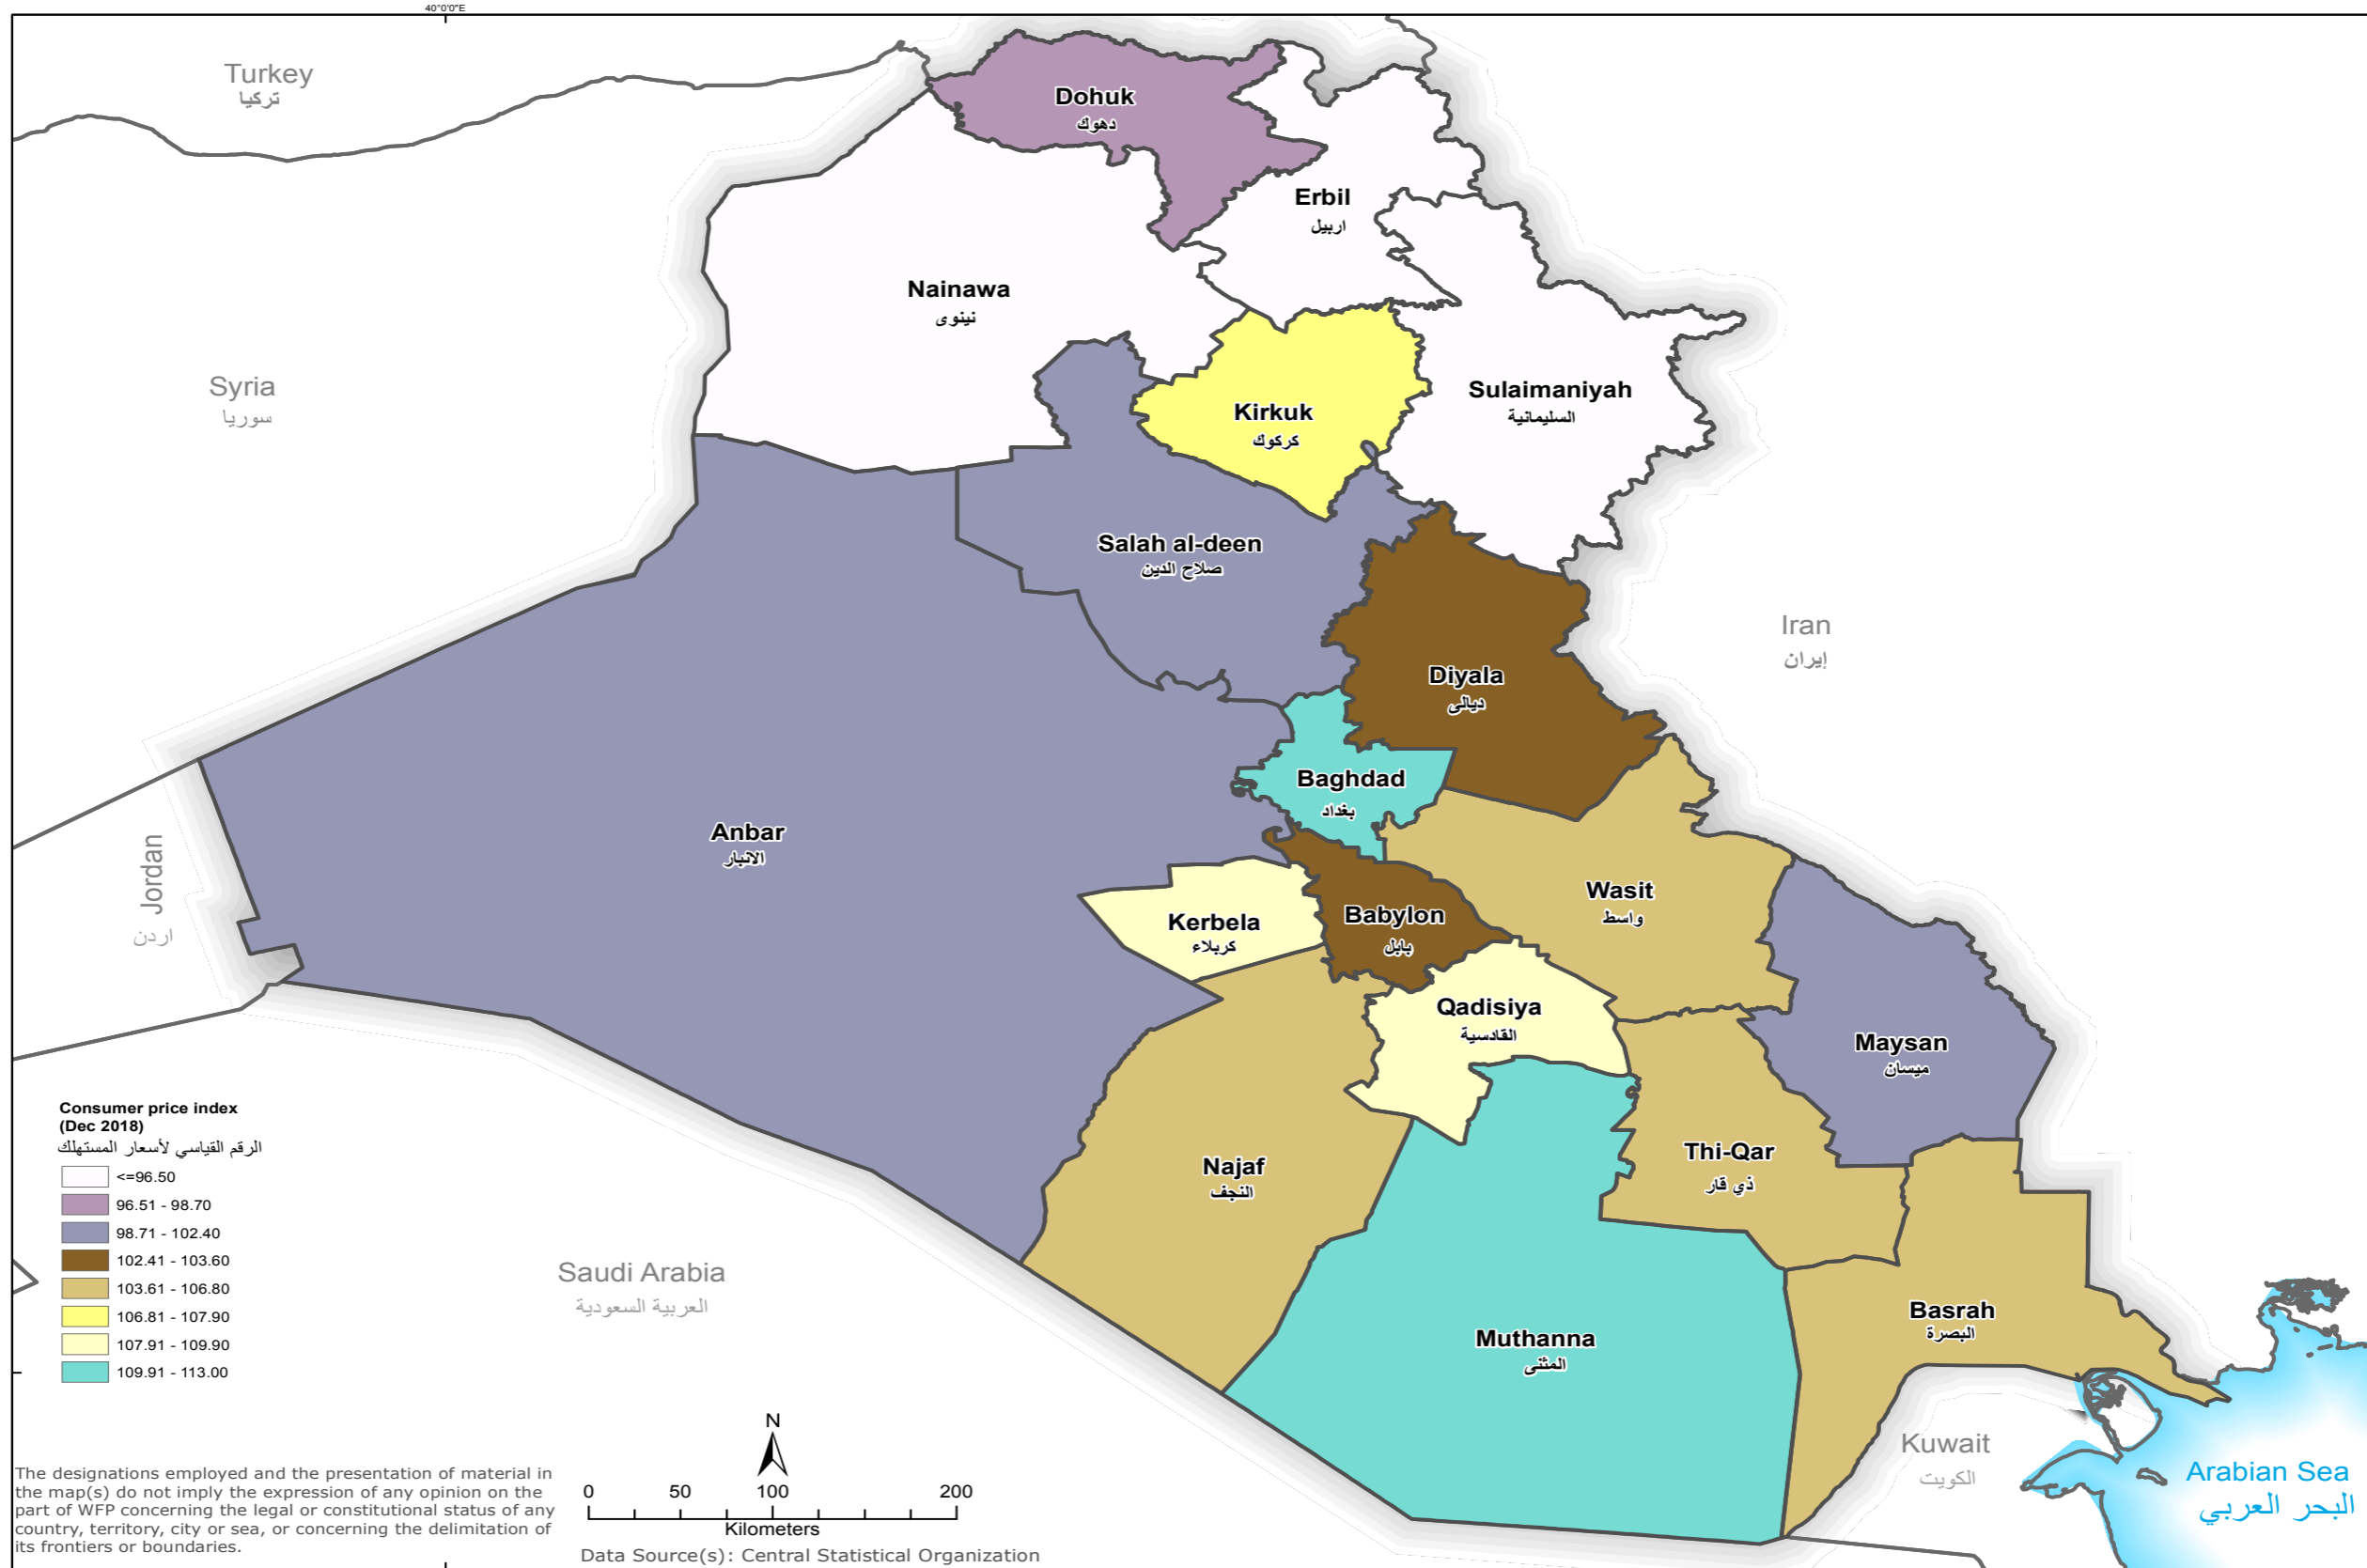 40°0'0"E
Turkey
تركيا
Dohuk
دهوك
Erbil
اربيل
Nainawa
نينوى
Syria
سوريا
Sulaimaniyah
السليمانية
Kirkuk
كركوك
Salah al-deen
صلاح الدين
Iran
إيران
Diyala
ديالى
Baghdad
بغداد
Anbar
الانبار
Jordan
اردن
Wasit
واسط
Kerbela
كربلاء
Babylon
بابل
Qadisiya
القادسية
Maysan
ميسان
Najaf
النجف
Thi-Qar
ذي قار
Saudi Arabia
العربية السعودية
Basrah
البصرة
Muthanna
المثنى
Kuwait
الكويت
Arabian Sea
البحر العربي
Consumer price index
(Dec 2018)
الرقم القياسي لأسعار المستهلك
<=96.50
96.51 - 98.70
98.71 - 102.40
102.41 - 103.60
103.61 - 106.80
106.81 - 107.90
107.91 - 109.90
109.91 - 113.00
The designations employed and the presentation of material in
the map(s) do not imply the expression of any opinion on the
part of WFP concerning the legal or constitutional status of any
country, territory, city or sea, or concerning the delimitation of
its frontiers or boundaries.
N
0 50 100 200
Kilometers
Data Source(s): Central Statistical Organization